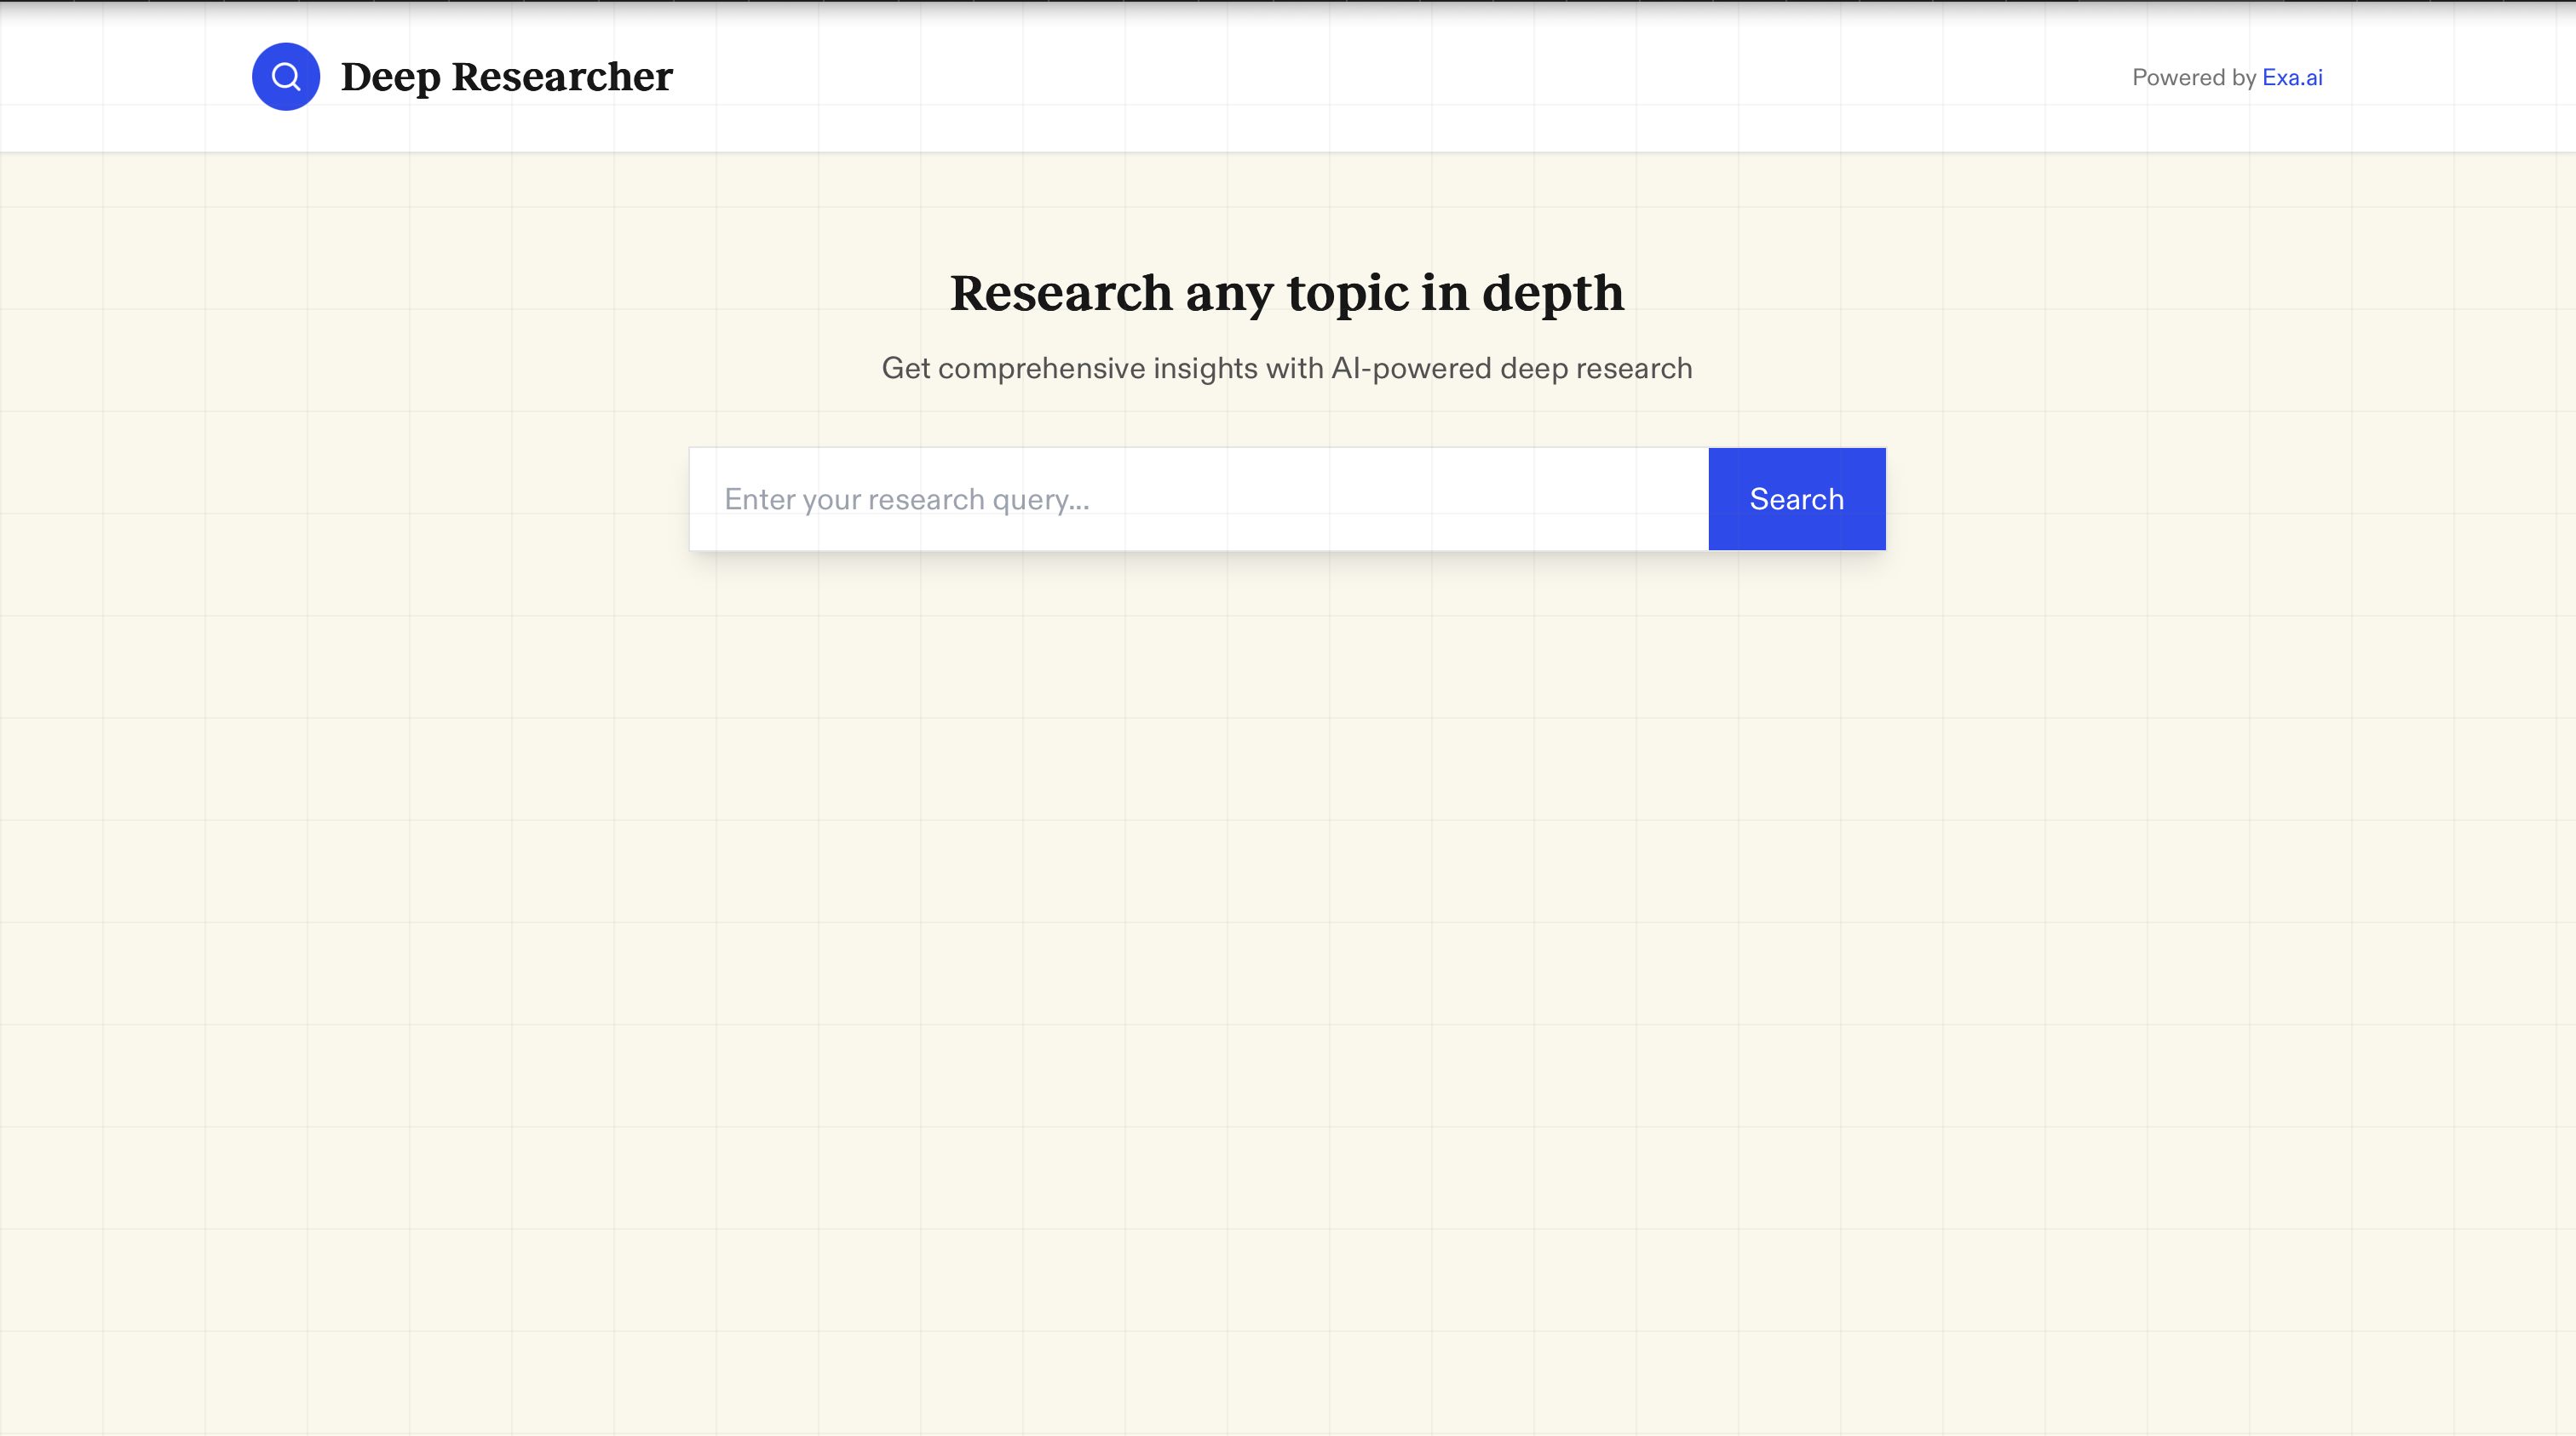 Deep Researcher
Powered by Exa.ai
Research any topic in depth
Get comprehensive insights with AI-powered deep research
Enter your research query...
Search